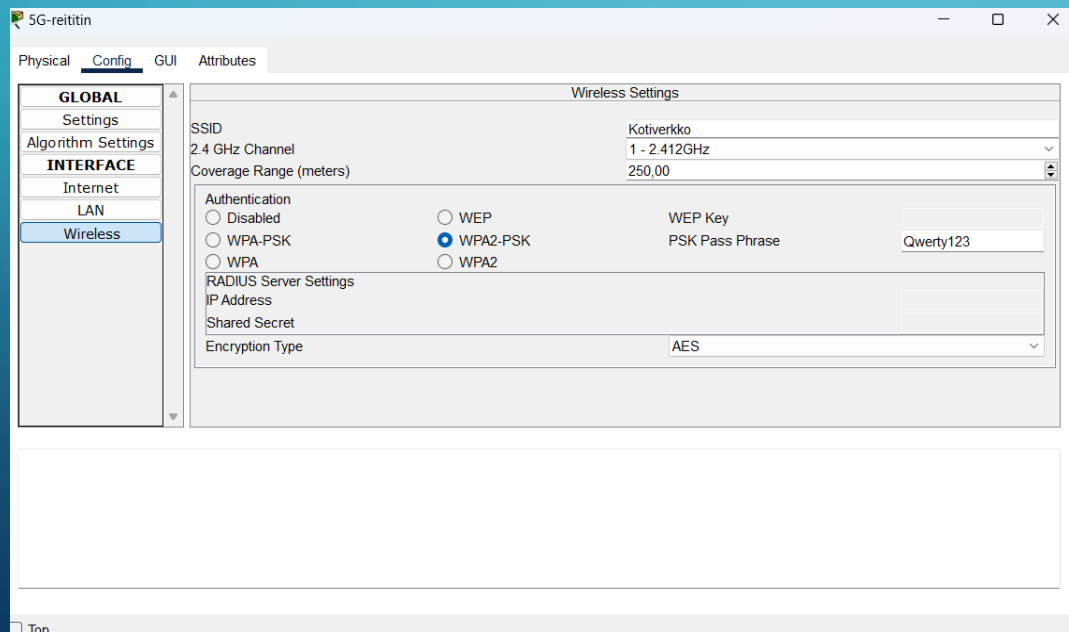 5G-reititin
Physical Config GUI Attributes
GLOBAL
Settings
Algorithm Settings
INTERFACE
Internet
LAN
Wireless
Wireless Settings
SSID Kotiverkko
2.4 GHz Channel 1 - 2.412GHz
Coverage Range (meters) 250,00
Authentication
Disabled WEP WEP Key
WPA-PSK WPA2-PSK PSK Pass Phrase Qwerty123
WPA WPA2
RADIUS Server Settings
IP Address
Shared Secret
Encryption Type AES
Top